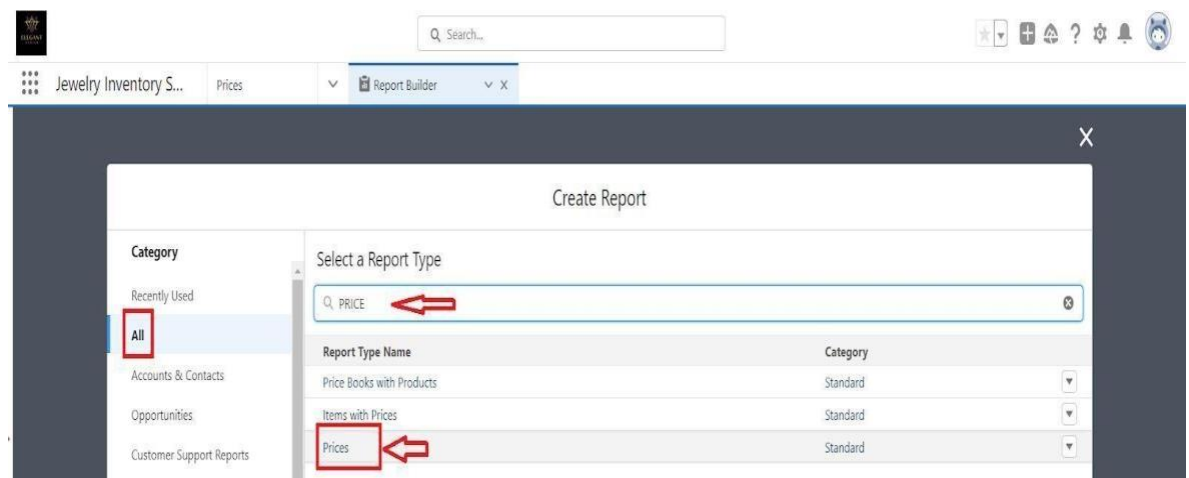 ELEGANT
Search...
Jewelry Inventory S... Prices Report Builder X
X
Create Report
Category
Select a Report Type
Recently Used
PRICE
All
Report Type Name Category
Accounts & Contacts
Price Books with Products Standard
Opportunities
Items with Prices Standard
Prices Standard
Customer Support Reports